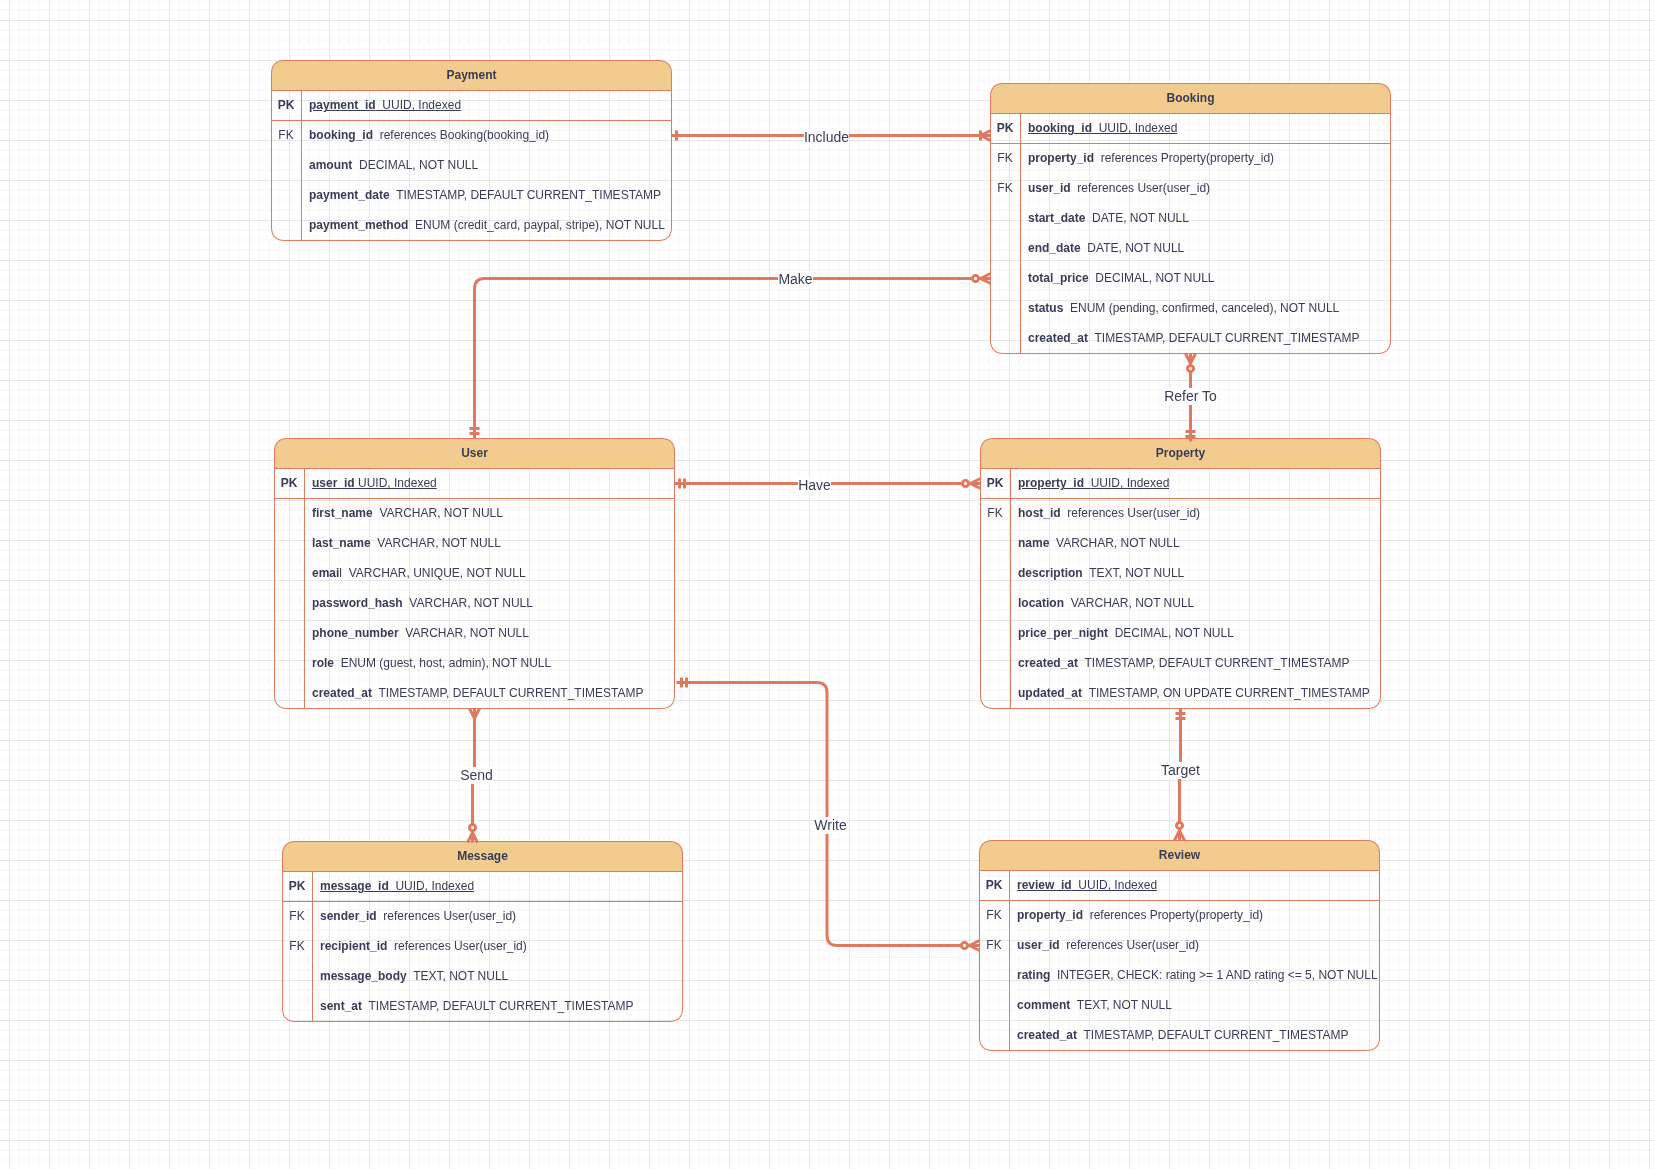 Payment
PK payment_id UUID, Indexed
FK booking_id references Booking(booking_id)
amount DECIMAL, NOT NULL
payment_date TIMESTAMP, DEFAULT CURRENT_TIMESTAMP
payment_method ENUM (credit_card, paypal, stripe), NOT NULL
Include
Booking
PK booking_id UUID, Indexed
FK property_id references Property(property_id)
FK user_id references User(user_id)
start_date DATE, NOT NULL
end_date DATE, NOT NULL
total_price DECIMAL, NOT NULL
status ENUM (pending, confirmed, canceled), NOT NULL
created_at TIMESTAMP, DEFAULT CURRENT_TIMESTAMP
Make
Refer To
User
PK user_id UUID, Indexed
first_name VARCHAR, NOT NULL
last_name VARCHAR, NOT NULL
email VARCHAR, UNIQUE, NOT NULL
password_hash VARCHAR, NOT NULL
phone_number VARCHAR, NOT NULL
role ENUM (guest, host, admin), NOT NULL
created_at TIMESTAMP, DEFAULT CURRENT_TIMESTAMP
Have
Property
PK property_id UUID, Indexed
FK host_id references User(user_id)
name VARCHAR, NOT NULL
description TEXT, NOT NULL
location VARCHAR, NOT NULL
price_per_night DECIMAL, NOT NULL
created_at TIMESTAMP, DEFAULT CURRENT_TIMESTAMP
updated_at TIMESTAMP, ON UPDATE CURRENT_TIMESTAMP
Send
Target
Write
Message
PK message_id UUID, Indexed
FK sender_id references User(user_id)
FK recipient_id references User(user_id)
message_body TEXT, NOT NULL
sent_at TIMESTAMP, DEFAULT CURRENT_TIMESTAMP
Review
PK review_id UUID, Indexed
FK property_id references Property(property_id)
FK user_id references User(user_id)
rating INTEGER, CHECK: rating >= 1 AND rating <= 5, NOT NULL
comment TEXT, NOT NULL
created_at TIMESTAMP, DEFAULT CURRENT_TIMESTAMP